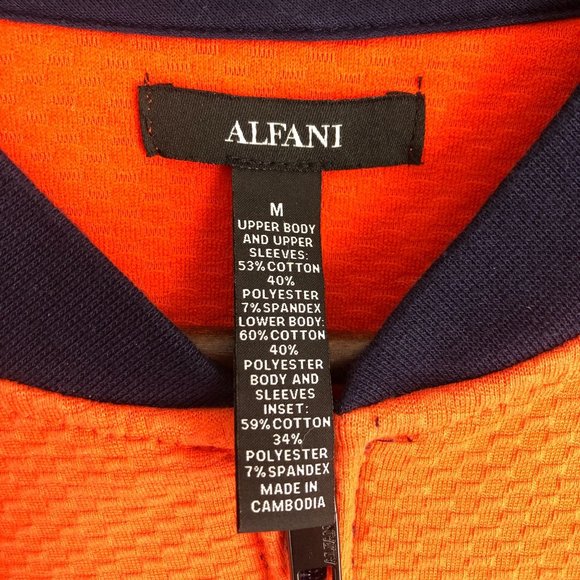 ALFANI
M
UPPER BODY
AND UPPER
SLEEVES:
53% COTTON
40%
POLYESTER
7% SPANDEX
LOWER BODY:
60% COTTON
40%
POLYESTER
BODY AND
SLEEVES
INSET:
59% COTTON
34%
POLYESTER
7% SPANDEX
MADE IN
CAMBODIA